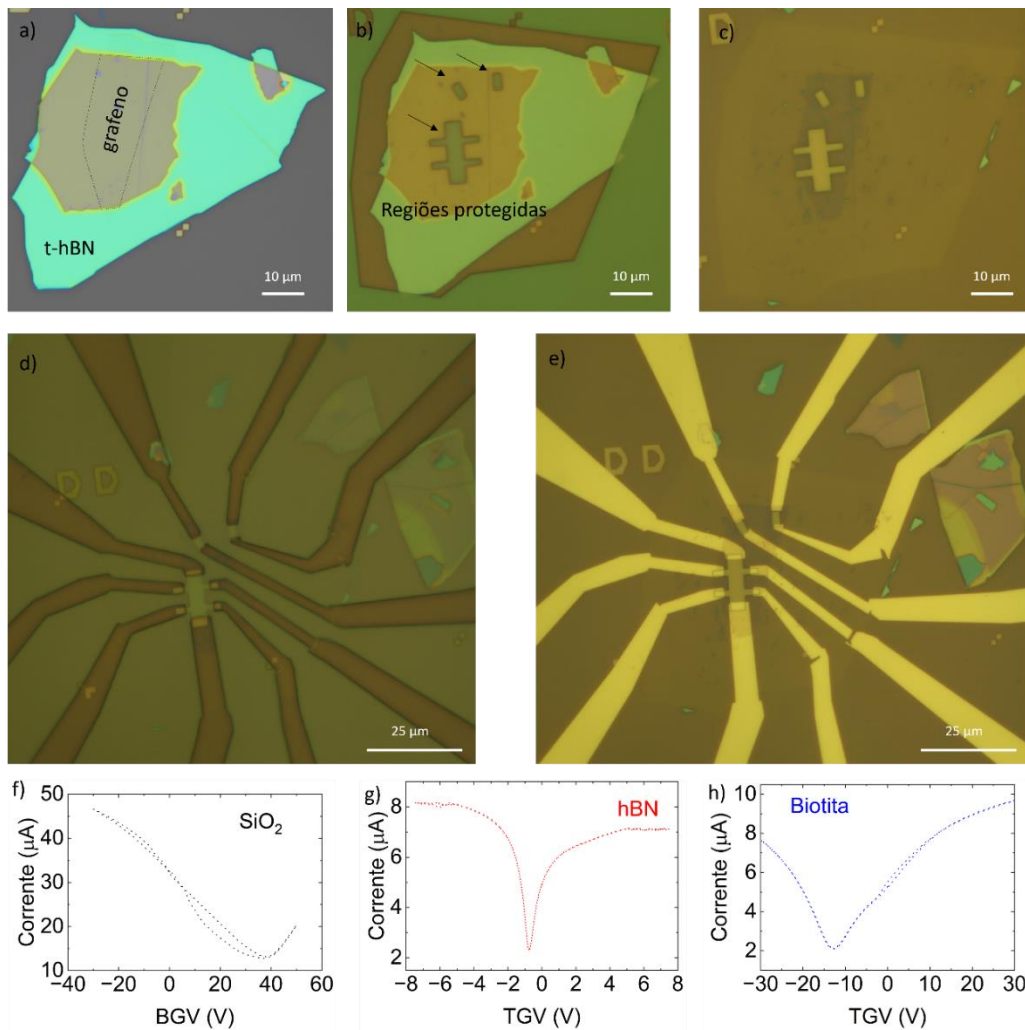 a)
grafeno
t-hBN
10 µm
b)
Regiões protegidas
10 µm
c)
D
10 µm
d)
D D
25 µm
e)
D D
25 µm
f)
SiO2
Corrente (µA)
50
40
30
20
10
−40 −20 0 20 40 60
BGV (V)
g)
hBN
Corrente (µA)
8
6
4
2
−8 −6 −4 −2 0 2 4 6 8
TGV (V)
h)
Biotita
Corrente (µA)
10
8
6
4
2
−30 −20 −10 0 10 20 30
TGV (V)